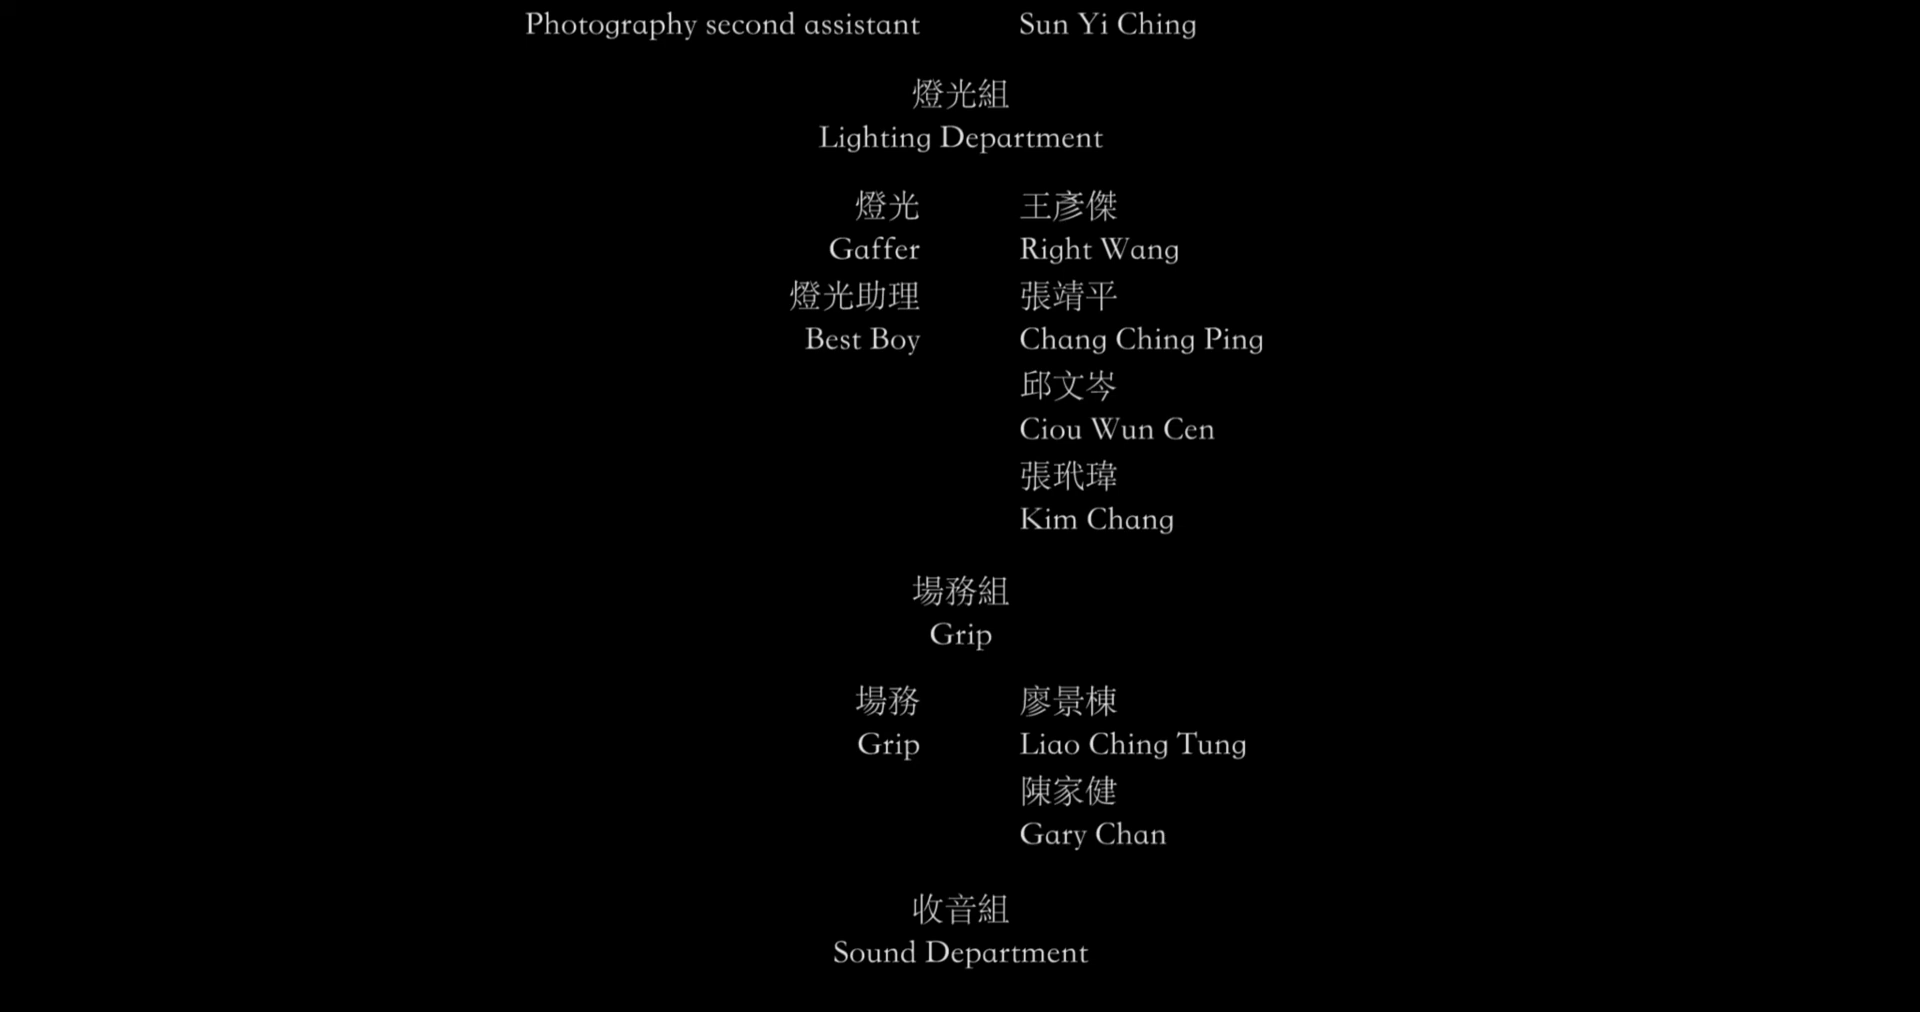 Photography second assistant Sun Yi Ching
燈光組
Lighting Department
燈光 王彥傑
Gaffer Right Wang
燈光助理 張靖平
Best Boy Chang Ching Ping
邱文岑
Ciou Wun Cen
張玳瑋
Kim Chang
場務組
Grip
場務 廖景棟
Grip Liao Ching Tung
陳家健
Gary Chan
收音組
Sound Department